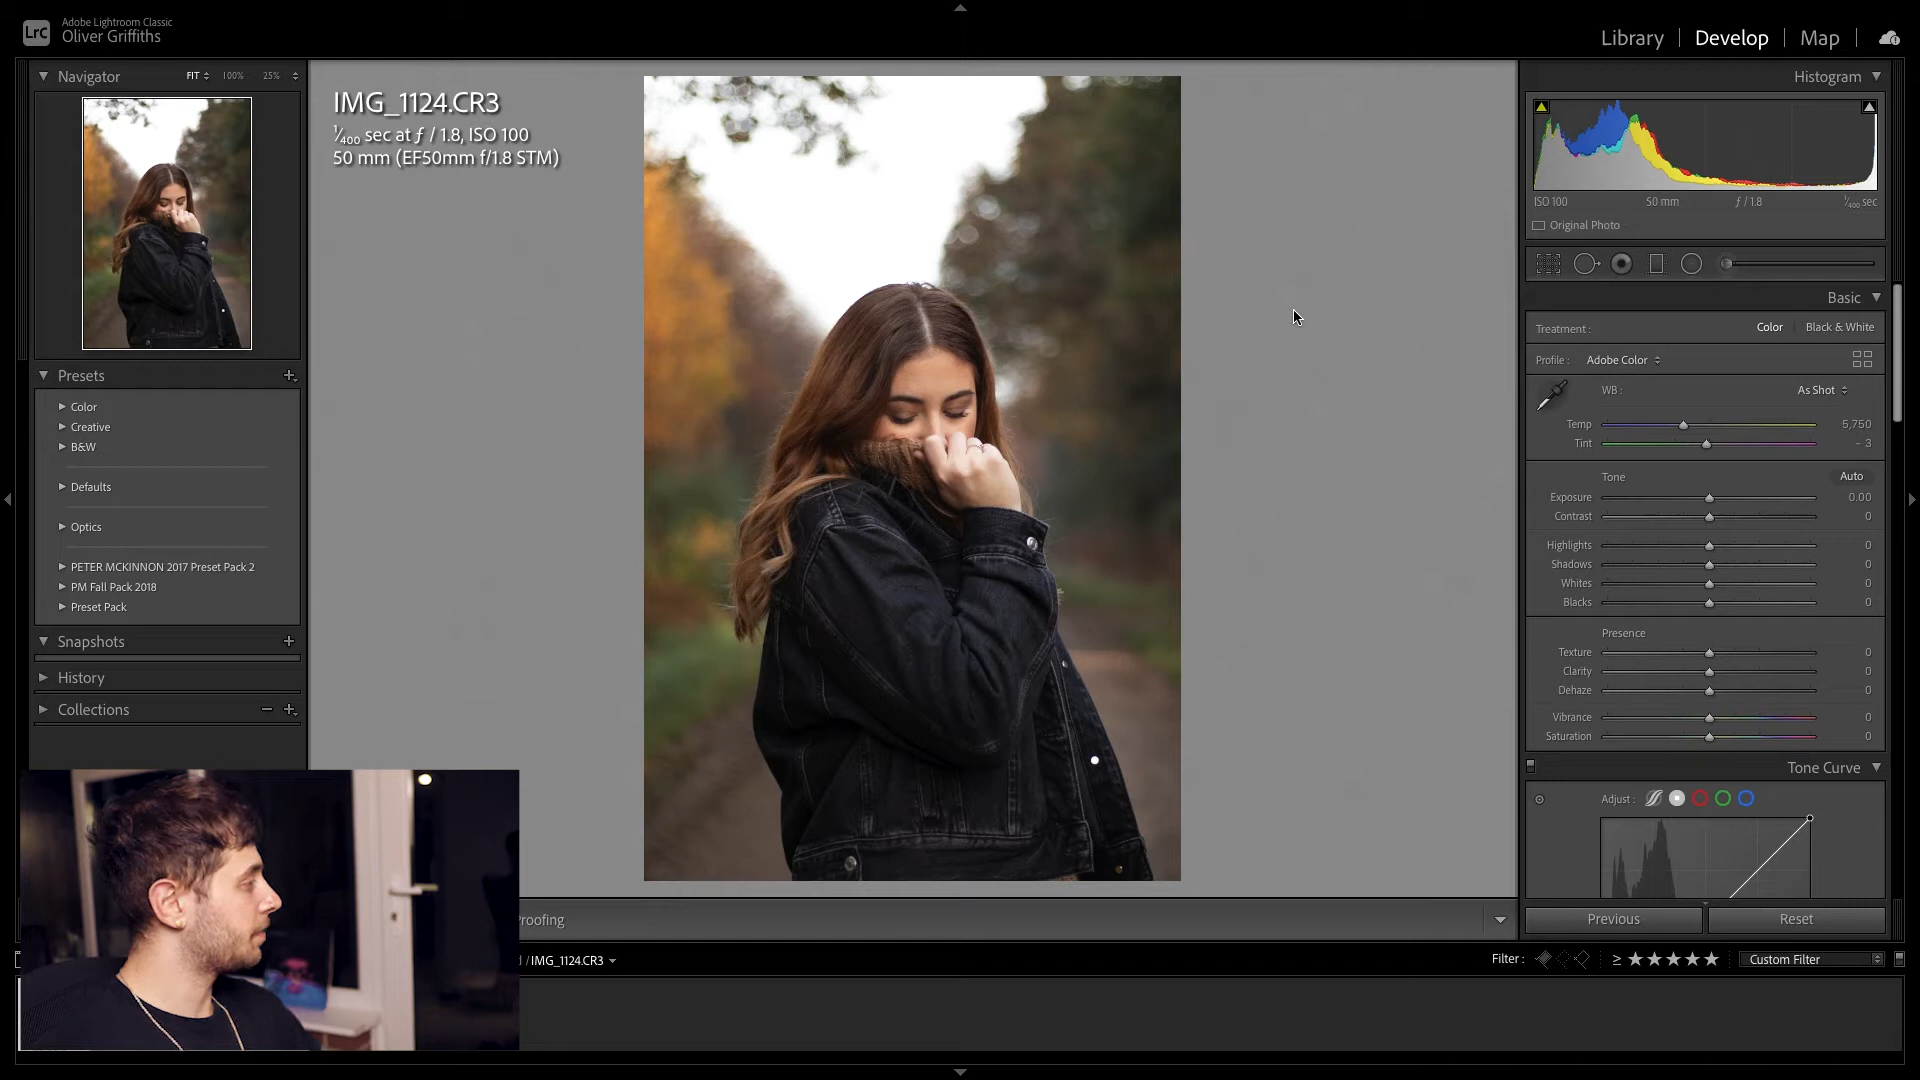 LrC
Adobe Lightroom Classic
Oliver Griffiths
Library
Develop
Map
Navigator
FIT
100%
25%
Presets
Color
Creative
B&W
Defaults
Optics
PETER MCKINNON 2017 Preset Pack 2
PM Fall Pack 2018
Preset Pack
Snapshots
History
Collections
IMG_1124.CR3
1/400 sec at ƒ / 1.8, ISO 100
50 mm (EF50mm f/1.8 STM)
Proofing
/ IMG_1124.CR3
Histogram
ISO 100
50 mm
ƒ / 1.8
1/400 sec
Original Photo
Basic
Treatment :
Color
Black & White
Profile :
Adobe Color
WB :
As Shot
Temp
5,750
Tint
– 3
Tone
Auto
Exposure
0.00
Contrast
0
Highlights
0
Shadows
0
Whites
0
Blacks
0
Presence
Texture
0
Clarity
0
Dehaze
0
Vibrance
0
Saturation
0
Tone Curve
Adjust :
Previous
Reset
Filter :
≥ ★★★★★
Custom Filter